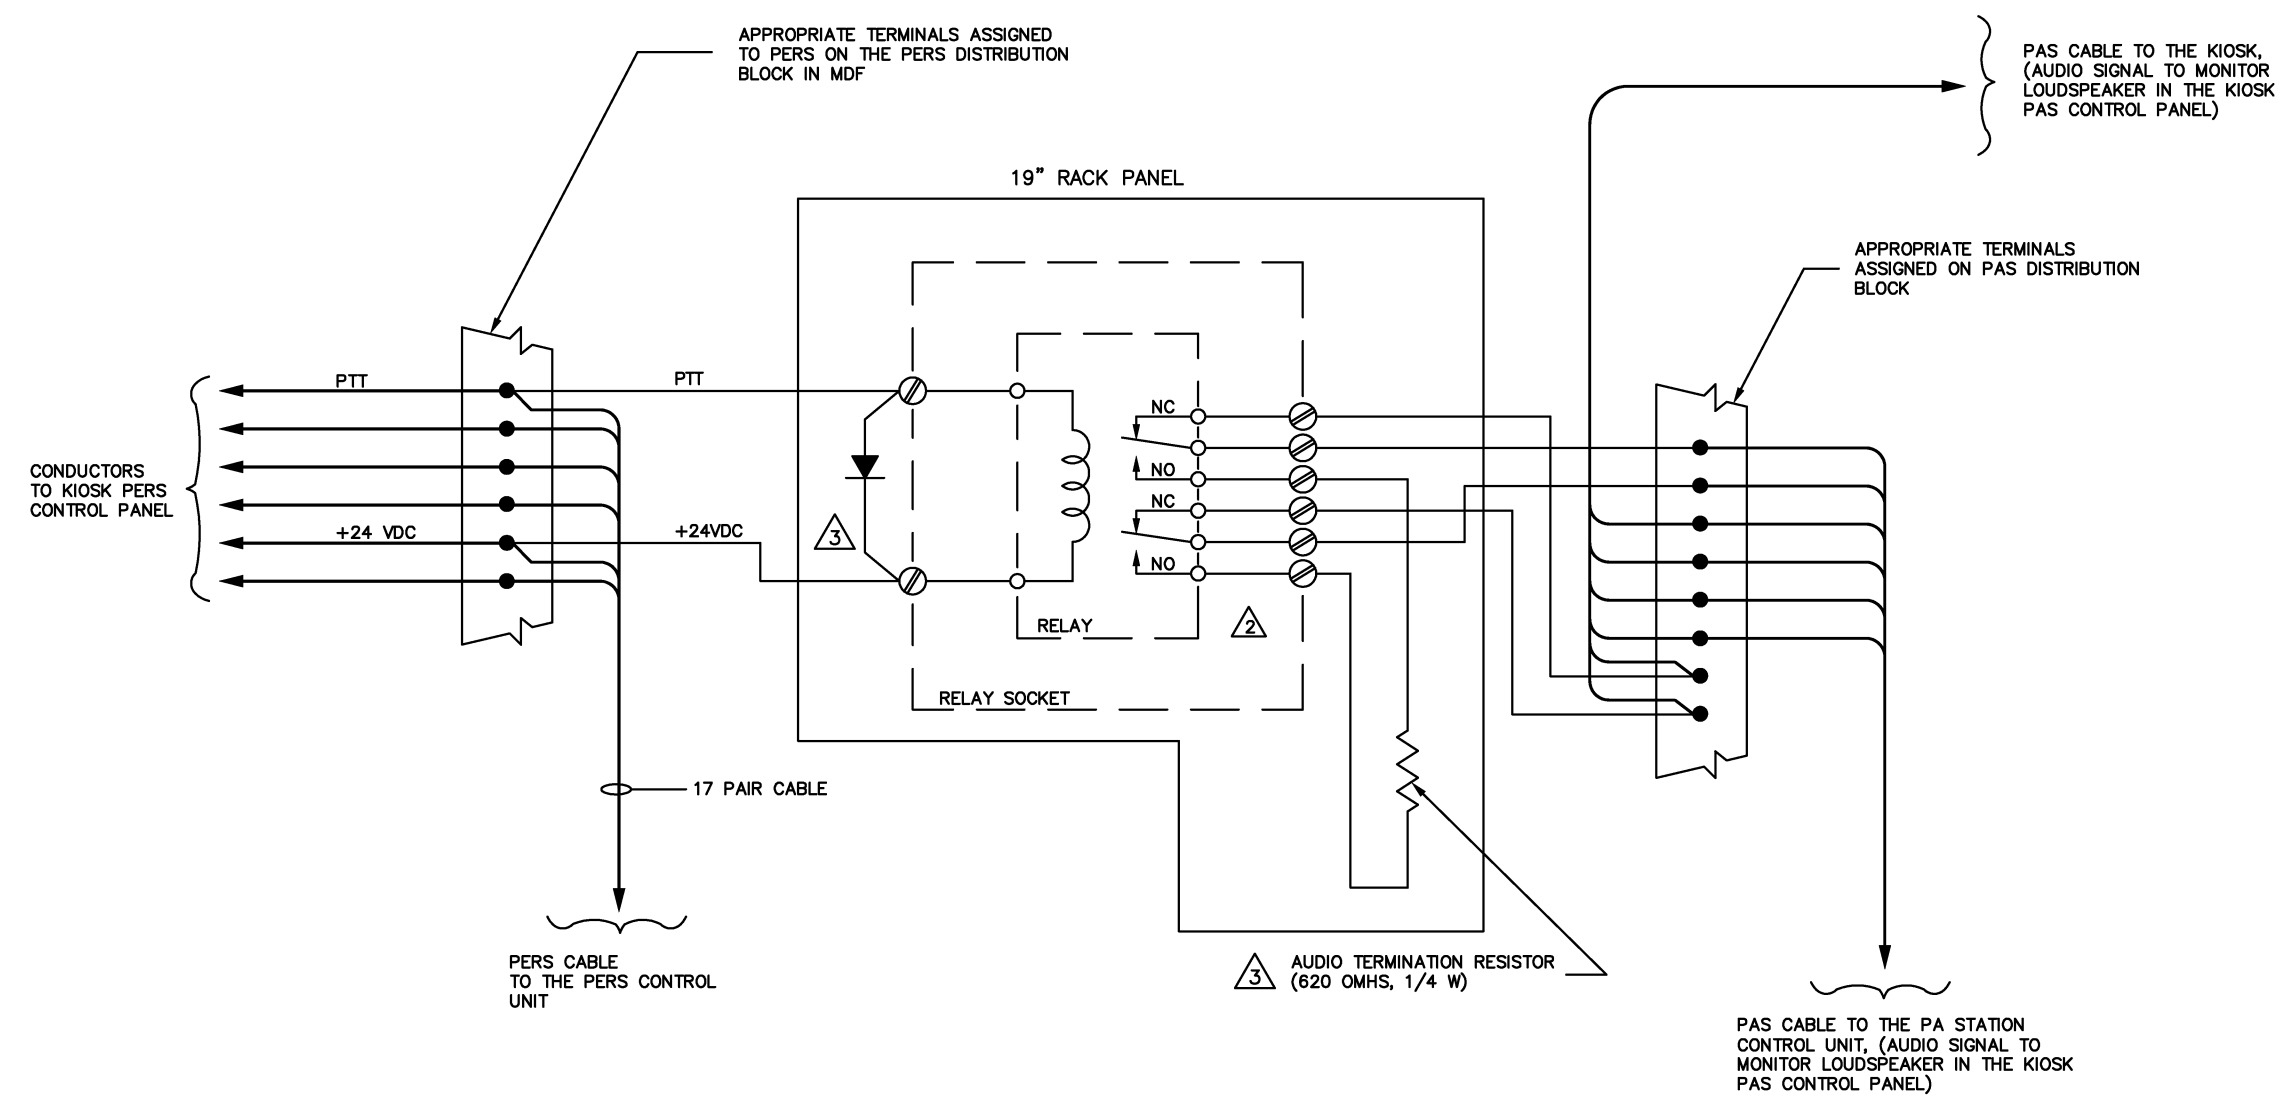 APPROPRIATE TERMINALS ASSIGNED
TO PERS ON THE PERS DISTRIBUTION
BLOCK IN MDF
PAS CABLE TO THE KIOSK,
(AUDIO SIGNAL TO MONITOR
LOUDSPEAKER IN THE KIOSK
PAS CONTROL PANEL)
19" RACK PANEL
APPROPRIATE TERMINALS
ASSIGNED ON PAS DISTRIBUTION
BLOCK
PTT
PTT
NC
NO
NC
NO
CONDUCTORS
TO KIOSK PERS
CONTROL PANEL
+24 VDC
+24VDC
3
2
RELAY
RELAY SOCKET
17 PAIR CABLE
PERS CABLE
TO THE PERS CONTROL
UNIT
3
AUDIO TERMINATION RESISTOR
(620 OMHS, 1/4 W)
PAS CABLE TO THE PA STATION
CONTROL UNIT, (AUDIO SIGNAL TO
MONITOR LOUDSPEAKER IN THE KIOSK
PAS CONTROL PANEL)